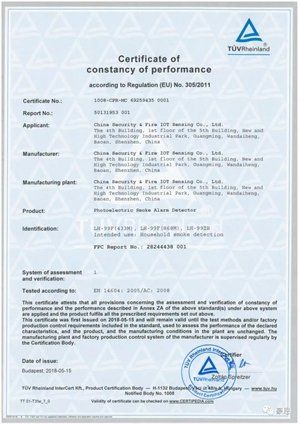 TÜVRheinland
Certificate of
constancy of performance
according to Regulation (EU) No. 305/2011
Certificate No.: 1008-CPR-MC 69259435 0001
Report No.: 50131953 001
Applicant: China Security & Fire IOT Sensing Co., Ltd.
The 4th Building, 1st floor of the 5th Building, New and
High Technology Industrial Park, Guangming, Wandaiheng,
Baoan, Shenzhen, China
Manufacturer: China Security & Fire IOT Sensing Co., Ltd.
The 4th Building, 1st floor of the 5th Building, New and
High Technology Industrial Park, Guangming, Wandaiheng,
Baoan, Shenzhen, China
Manufacturing plant: China Security & Fire IOT Sensing Co., Ltd.
The 4th Building, 1st floor of the 5th Building, New and
High Technology Industrial Park, Guangming, Wandaiheng,
Baoan, Shenzhen, China
Product: Photoelectric Smoke Alarm Detector
Identification: LH-99F(433M), LH-99F(868M), LH-99ZB
Intended use: Household smoke detection
FPC Report No.: 28244438 001
System of assessment 1
and verification:
Tested according to: EN 14604: 2005/AC: 2008
This certificate attests that all provisions concerning the assessment and verification of constancy
of performance and the performance described in Annex ZA of the standard(s) under above system
are applied and the product fulfils all the prescribed requirements set out above.
This certificate was first issued on 2018-05-15 and will remain valid until the test methods and/or factory
production control requirements included in the standard, used to assess the performance of the declared
characteristics, and the product, and the manufacturing conditions in the plant are unchanged. The
manufacturing plant and factory production control system of the manufacturer is supervised regularly
by the Certification Body.
Certifier
Date of issue:
Budapest, 2018-05-15
TÜV Rheinland InterCert Kft, Product Certification Body – H-1132 Budapest, Váci út www.tuv.hu
Notified Body No. 1008
Validity of certificate can be checked on www.CERTIPEDIA.com